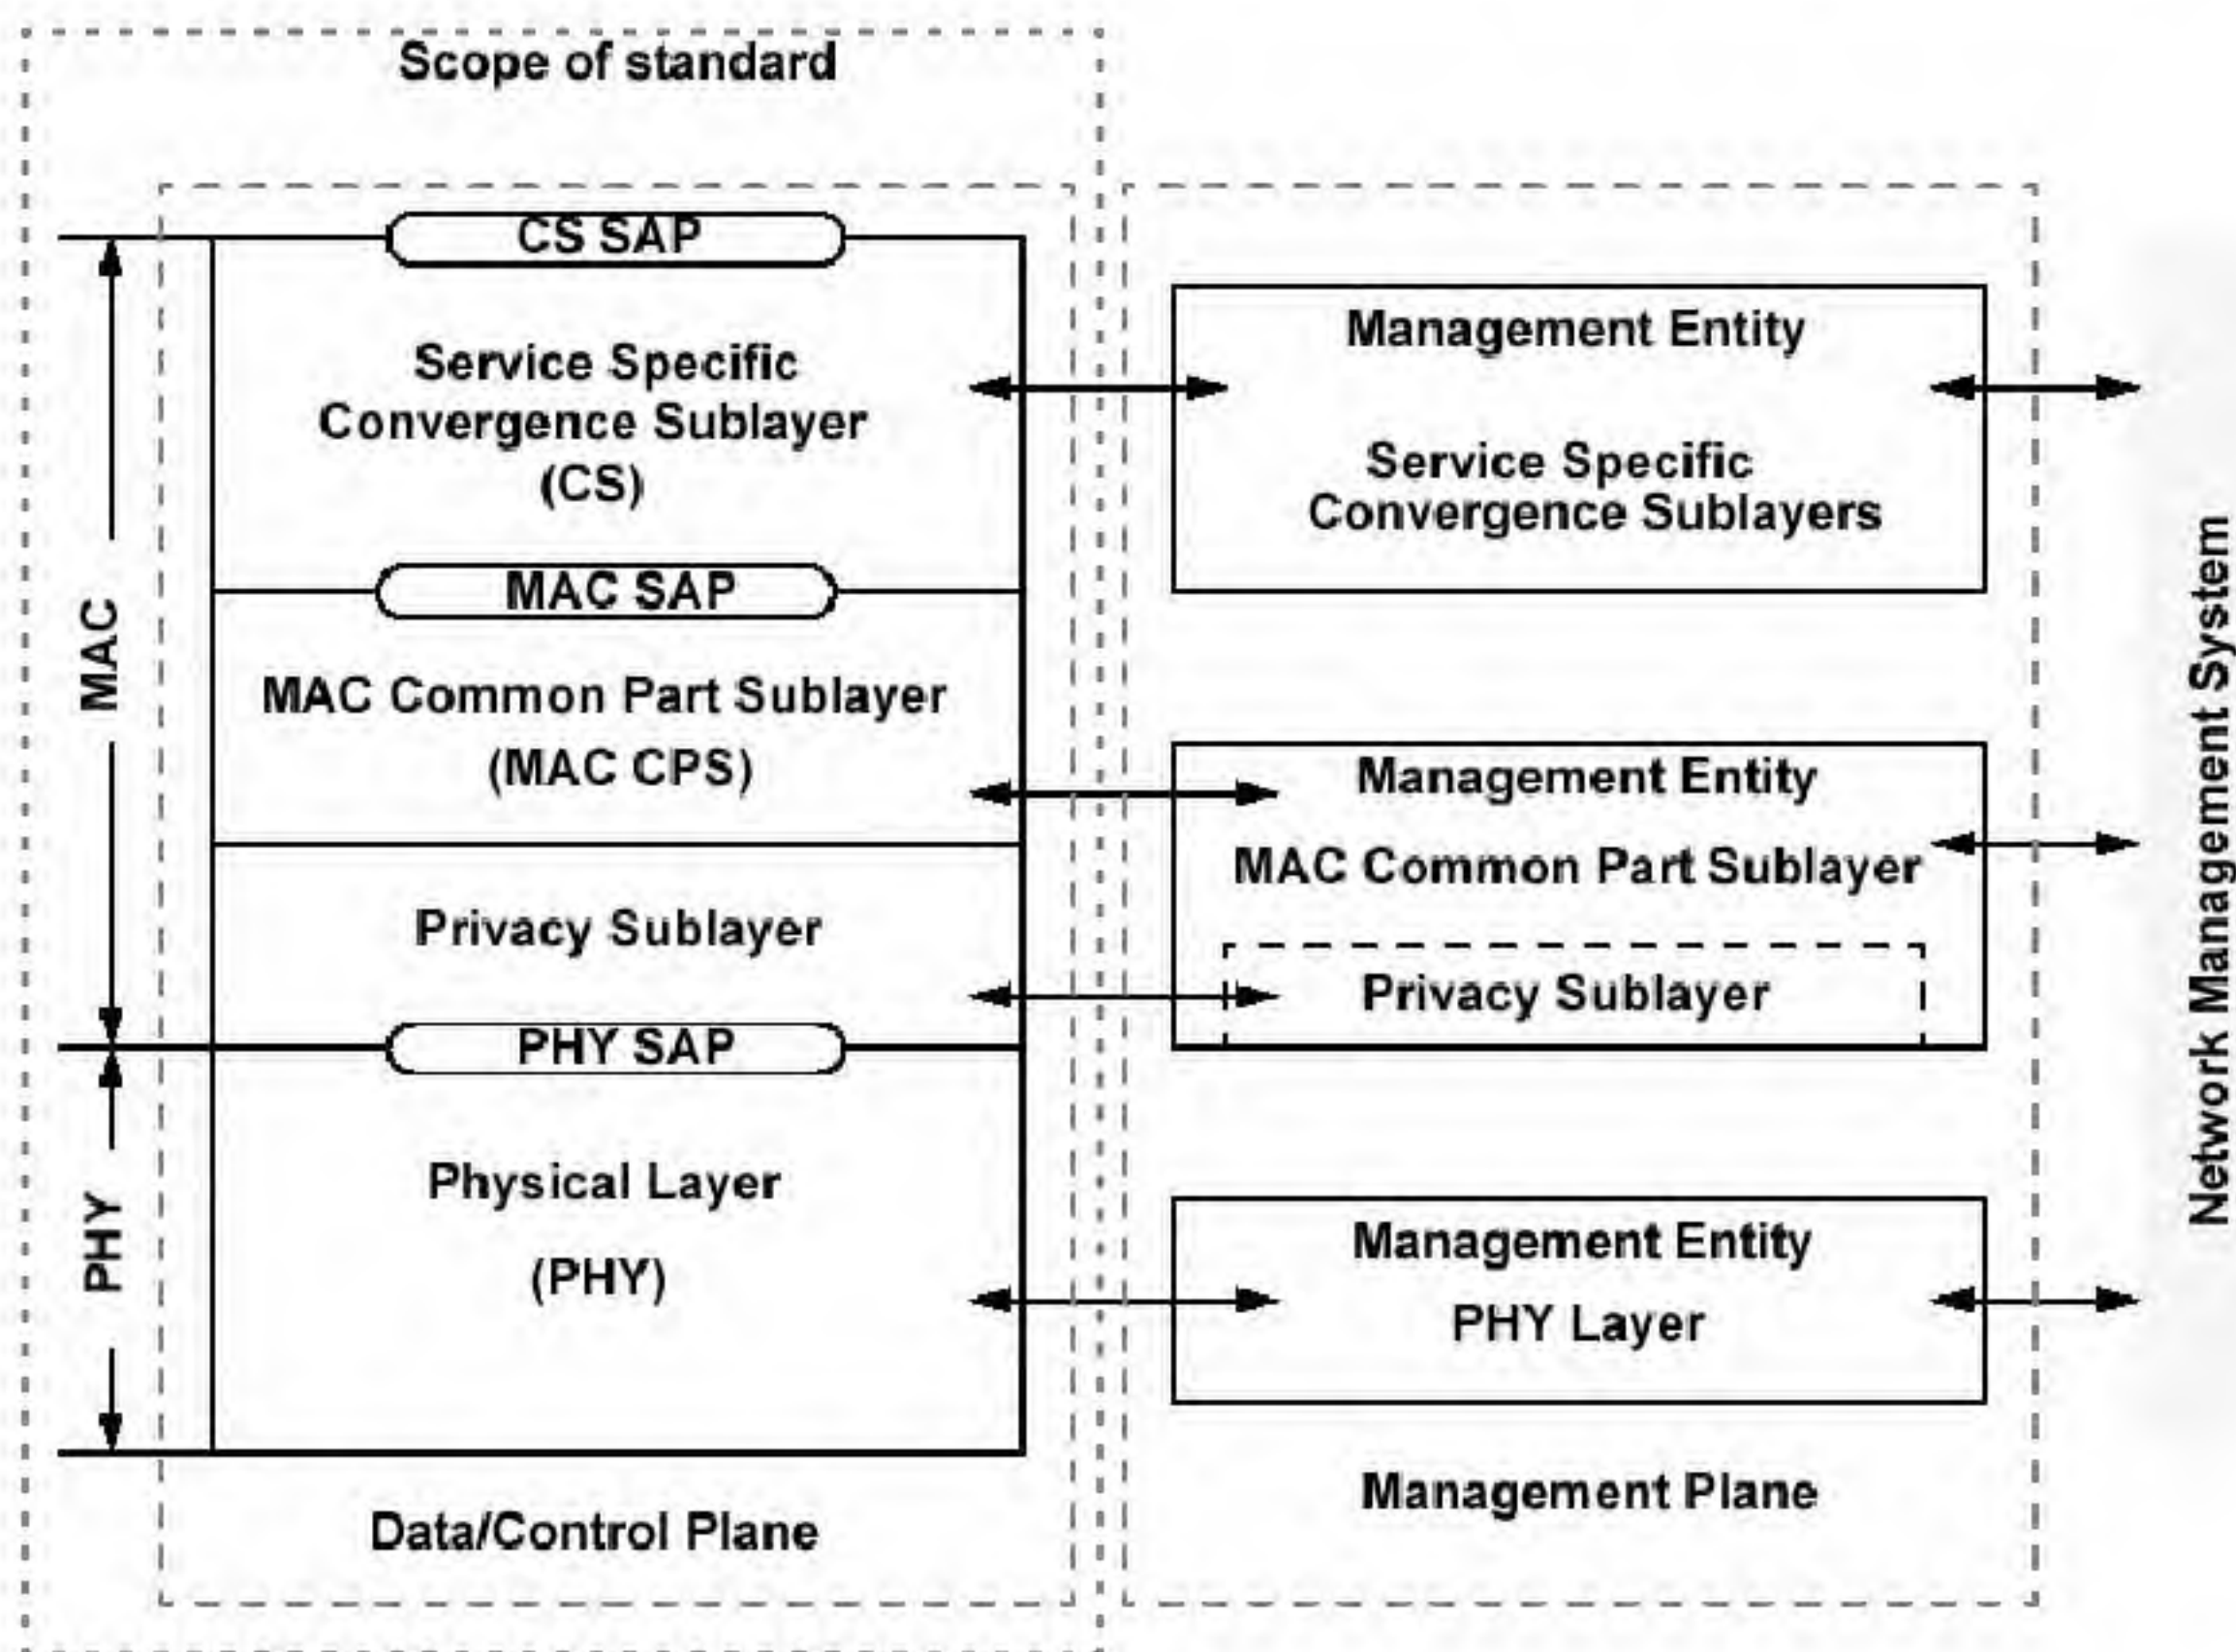 Scope of standard
CS SAP
Service Specific
Convergence Sublayer
(CS)
MAC SAP
MAC Common Part Sublayer
(MAC CPS)
Privacy Sublayer
PHY SAP
Physical Layer
(PHY)
Data/Control Plane
MAC
PHY
Management Entity
Service Specific
Convergence Sublayers
Management Entity
MAC Common Part Sublayer
Privacy Sublayer
Management Entity
PHY Layer
Management Plane
Network Management System